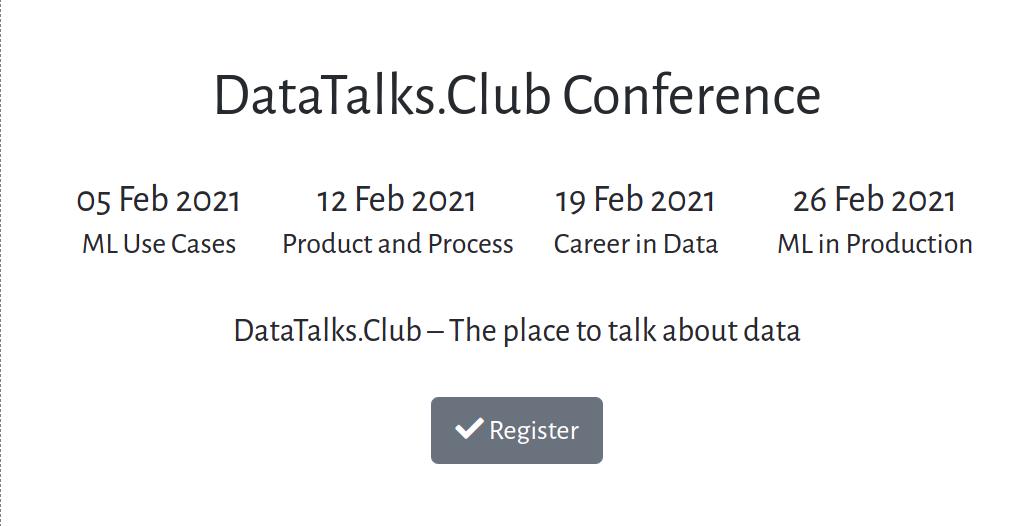 DataTalks.Club Conference
05 Feb 2021
ML Use Cases
12 Feb 2021
Product and Process
19 Feb 2021
Career in Data
26 Feb 2021
ML in Production
DataTalks.Club – The place to talk about data
Register